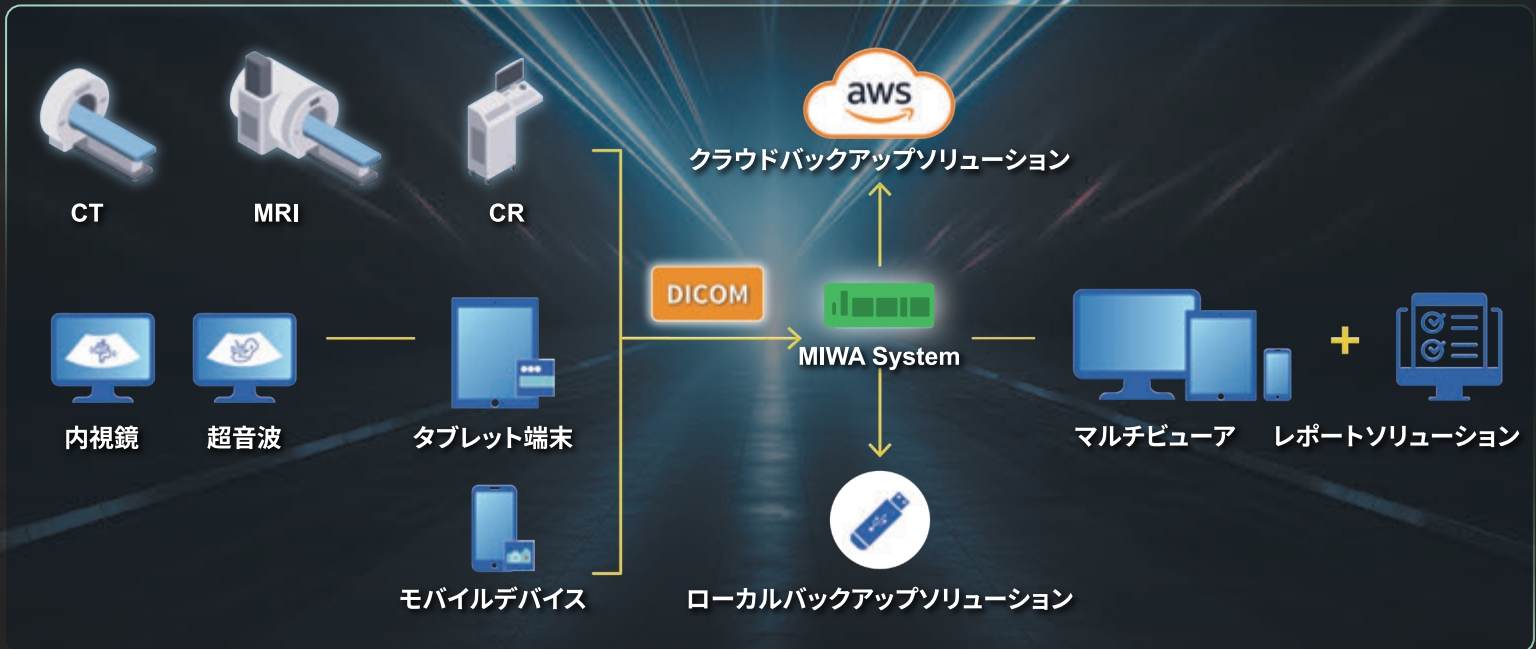 aws
クラウドバックアップソリューション
CT
MRI
CR
DICOM
MIWA System
内視鏡
超音波
タブレット端末
マルチビューア
レポートソリューション
モバイルデバイス
ローカルバックアップソリューション